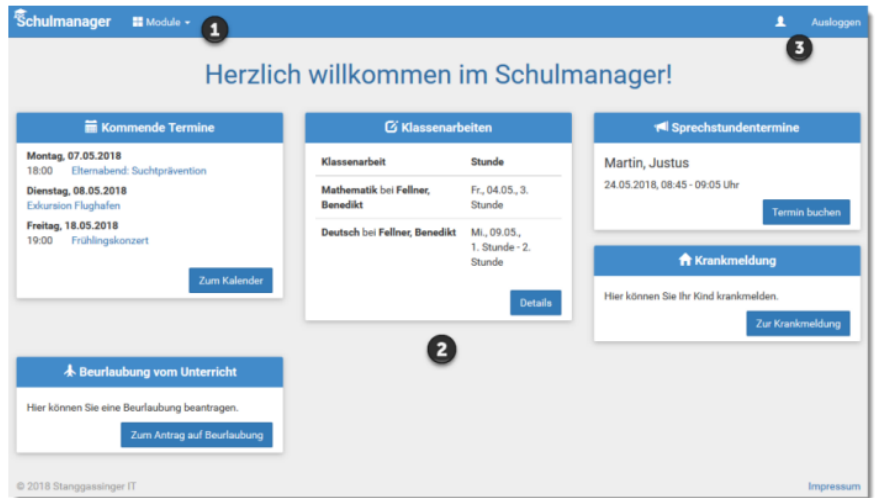 Schulmanager Module 1 3 Ausloggen
Herzlich willkommen im Schulmanager!
Kommende Termine
Montag, 07.05.2018
18:00 Elternabend: Suchtprävention
Dienstag, 08.05.2018
Exkursion Flughafen
Freitag, 18.05.2018
19:00 Frühlingskonzert
Zum Kalender
Klassenarbeiten
Klassenarbeit Stunde
Mathematik bei Fellner, Fr., 04.05., 3.
Benedikt Stunde
Deutsch bei Fellner, Benedikt Mi., 09.05.,
1. Stunde - 2.
Stunde
Details
2
Sprechstundentermine
Martin, Justus
24.05.2018, 08:45 - 09:05 Uhr
Termin buchen
Krankmeldung
Hier können Sie Ihr Kind krankmelden.
Zur Krankmeldung
Beurlaubung vom Unterricht
Hier können Sie eine Beurlaubung beantragen.
Zum Antrag auf Beurlaubung
© 2018 Stanggassinger IT Impressum